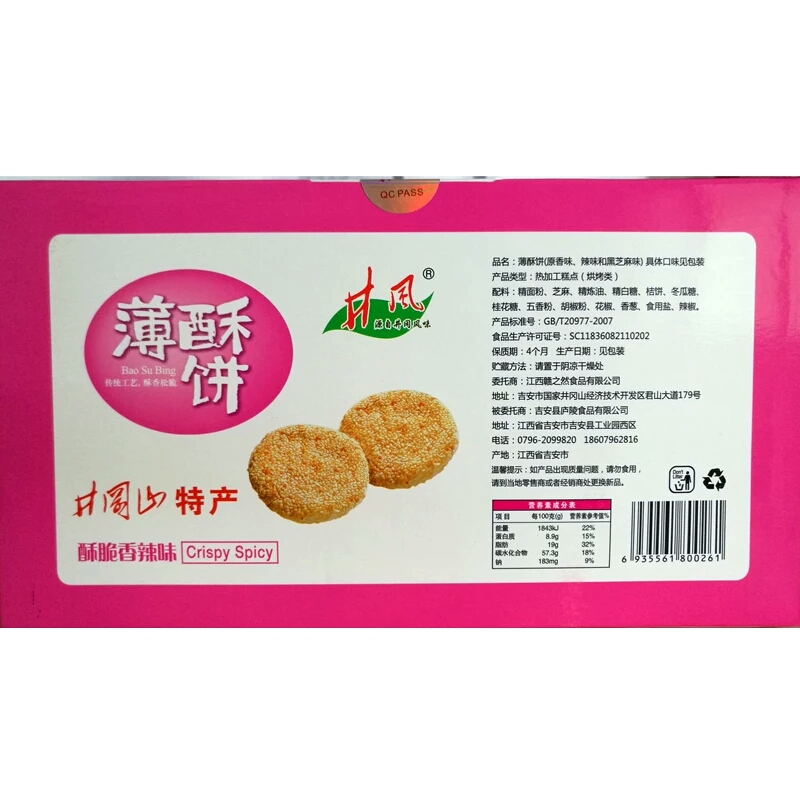 QC PASS
薄酥饼
Bao Su Bing
传统工艺, 酥香松脆
井风®
源自井冈风味
井冈山特产
酥脆香辣味 Crispy Spicy
品名：薄酥饼(原香味、辣味和黑芝麻味) 具体口味见包装
产品类型：热加工糕点（烘烤类）
配料：精面粉、芝麻、精炼油、精白糖、桔饼、冬瓜糖、
桂花糖、五香粉、胡椒粉、花椒、香葱、食用盐、辣椒。
产品标准号：GB/T20977-2007
食品生产许可证号：SC11836082110202
保质期：4个月 生产日期：见包装
贮藏方法：请置于阴凉干燥处
委托商：江西赣之然食品有限公司
地址：吉安市国家井冈山经济技术开发区君山大道179号
被委托商：吉安县庐陵食品有限公司
地址：江西省吉安市吉安县工业园西区
电话：0796-2099820 18607962816
产地：江西省吉安市
温馨提示：如产品出现质量问题，请勿食用，
请到当地零售商或者经销商处更换新品。
Don't Litter
营养素成分表
项目 每100克(g) 营养素参考值%
能量 1843kJ 22%
蛋白质 8.9g 15%
脂肪 19g 32%
碳水化合物 57.3g 18%
钠 183mg 9%
6 935561 800261